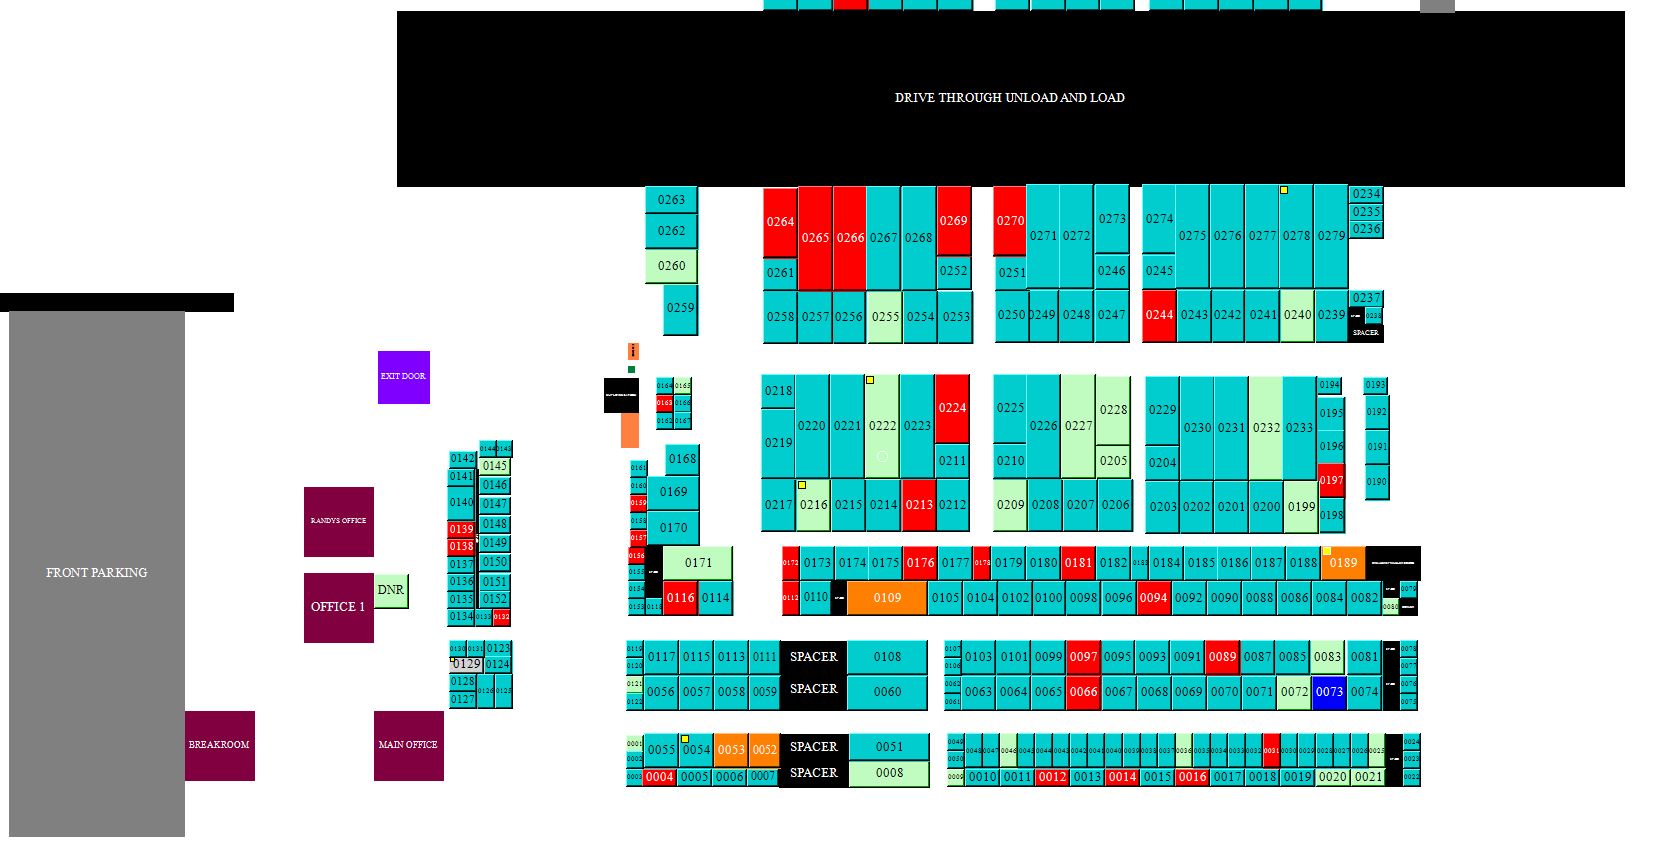 DRIVE THROUGH UNLOAD AND LOAD
0263
0262
0260
0259
0264 0265 0266 0267 0268 0269
0261 0252
0258 0257 0256 0255 0254 0253
0270 0271 0272 0273
0251 0246
0250 0249 0248 0247
0274 0275 0276 0277 0278 0279
0245
0244 0243 0242 0241 0240 0239
0234
0235
0236
0237
0238
SPACER
EXIT DOOR
i
0164 0165
0163 0166
0162 0167
0218 0220 0221 0222 0223 0224
0219 0211
0217 0216 0215 0214 0213 0212
0225 0226 0227 0228
0210 0205
0209 0208 0207 0206
0229 0230 0231 0232 0233
0204
0203 0202 0201 0200 0199
0194
0195
0196
0197
0198
0193
0192
0191
0190
0144 0143
0142 0145
0141 0146
0140 0147
0139 0148
0138 0149
0137 0150
0136 0151
0135 0152
0134 0133 0132
0168
0161
0160 0169
0159
0158 0170
0157
0156 0171
0155
0154 0116 0114
0153 0118
RANDYS OFFICE
FRONT PARKING
OFFICE 1
DNR
0172 0173 0174 0175 0176 0177 0178 0179 0180 0181 0182 0183 0184 0185 0186 0187 0188 0189
0112 0110 0109 0105 0104 0102 0100 0098 0096 0094 0092 0090 0088 0086 0084 0082 0079
0080
0130 0131 0123
0129 0124
0128 0126 0125
0127
0119 0117 0115 0113 0111 SPACER 0108
0120
0121 0056 0057 0058 0059 SPACER 0060
0122
0107 0103 0101 0099 0097 0095 0093 0091 0089 0087 0085 0083 0081 0078
0106 0077
0062 0063 0064 0065 0066 0067 0068 0069 0070 0071 0072 0073 0074 0076
0061 0075
BREAKROOM
MAIN OFFICE
0001 0055 0054 0053 0052 SPACER 0051
0002
0003 0004 0005 0006 0007 SPACER 0008
0049 0048 0047 0046 0045 0044 0043 0042 0041 0040 0039 0038 0037 0036 0035 0034 0033 0032 0031 0030 0029 0028 0027 0026 0025 0024
0050 0023
0009 0010 0011 0012 0013 0014 0015 0016 0017 0018 0019 0020 0021 0022